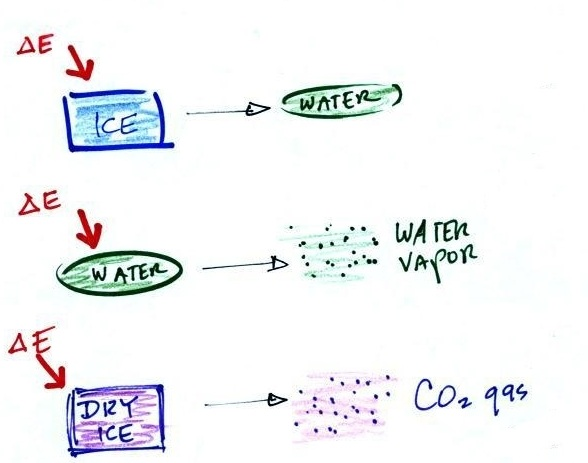 ΔE
ICE
WATER
ΔE
WATER
WATER
VAPOR
ΔE
DRY
ICE
CO₂ gas